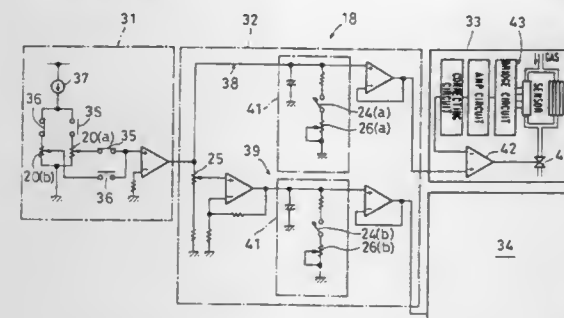 31
32
18
33
43
37
38
GAS
CORRECTING
CIRCUIT
AMP CIRCUIT
BRIDGE CIRCUIT
SENSOR
36
35
41
24(a)
26(a)
20(a)
35
20(b)
36
25
39
42
4
41
24(b)
26(b)
34